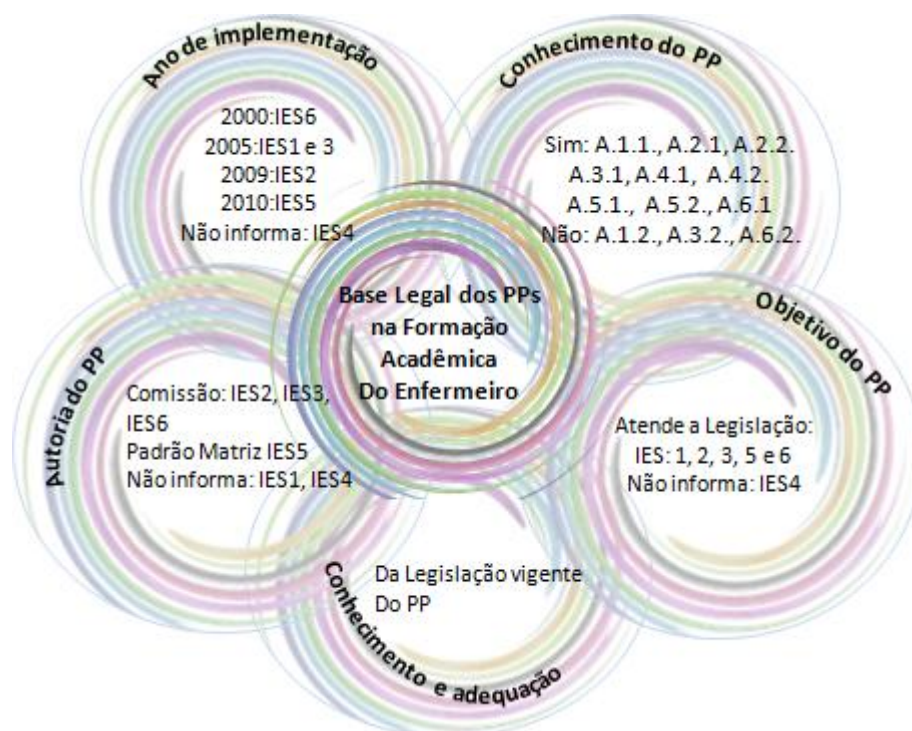 Ano de implementação
2000:IES6
2005:IES1 e 3
2009:IES2
2010:IES5
Não informa: IES4
Conhecimento do PP
Sim: A.1.1., A.2.1, A.2.2.
A.3.1, A.4.1, A.4.2.
A.5.1., A.5.2., A.6.1
Não: A.1.2., A.3.2., A.6.2.
Base Legal dos PPs
na Formação
Acadêmica
Do Enfermeiro
Objetivo do PP
Atende a Legislação:
IES: 1, 2, 3, 5 e 6
Não informa: IES4
Autoria do PP
Comissão: IES2, IES3,
IES6
Padrão Matriz IES5
Não informa: IES1, IES4
Conhecimento e adequação
Da Legislação vigente
Do PP